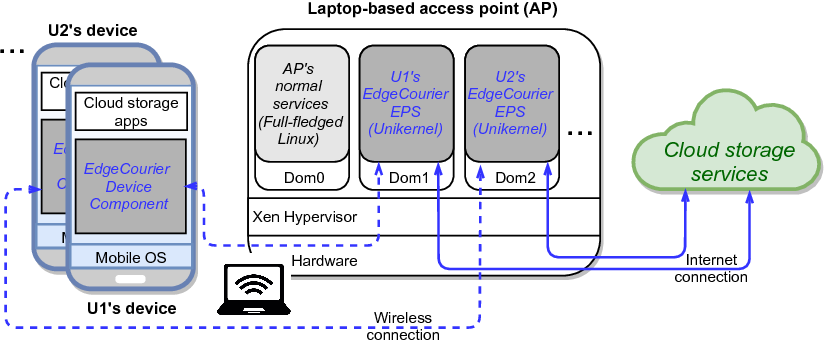 Laptop-based access point (AP)
U2's device
...
Cl
Cloud storage
apps
Ed
C
EdgeCourier
Device
Component
M
Mobile OS
U1's device
AP's
normal
services
(Full-fledged
Linux)
Dom0
U1's
EdgeCourier
EPS
(Unikernel)
Dom1
U2's
EdgeCourier
EPS
(Unikernel)
Dom2
...
Xen Hypervisor
Hardware
Cloud storage
services
Internet
connection
Wireless
connection